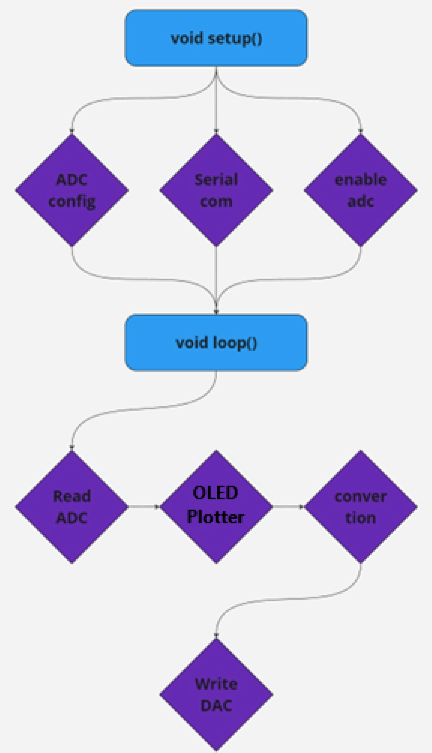 void setup()
ADC
config
Serial
com
enable
adc
void loop()
Read
ADC
OLED
Plotter
conver
tion
Write
DAC